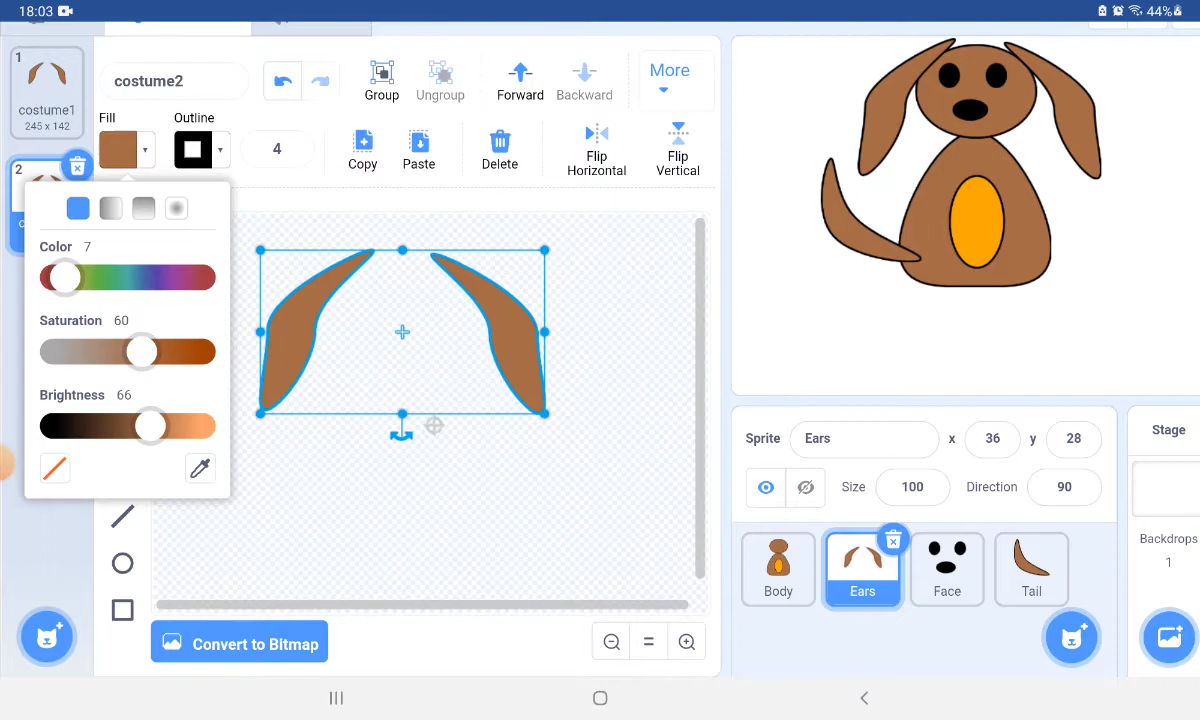 18:03
44%
1
costume1
245 x 142
2
costume2
Group
Ungroup
Forward
Backward
More
Fill
Outline
4
Copy
Paste
Delete
Flip
Horizontal
Flip
Vertical
Color 7
Saturation 60
Brightness 66
Convert to Bitmap
Sprite
Ears
x
36
y
28
Size
100
Direction
90
Body
Ears
Face
Tail
Stage
Backdrops
1